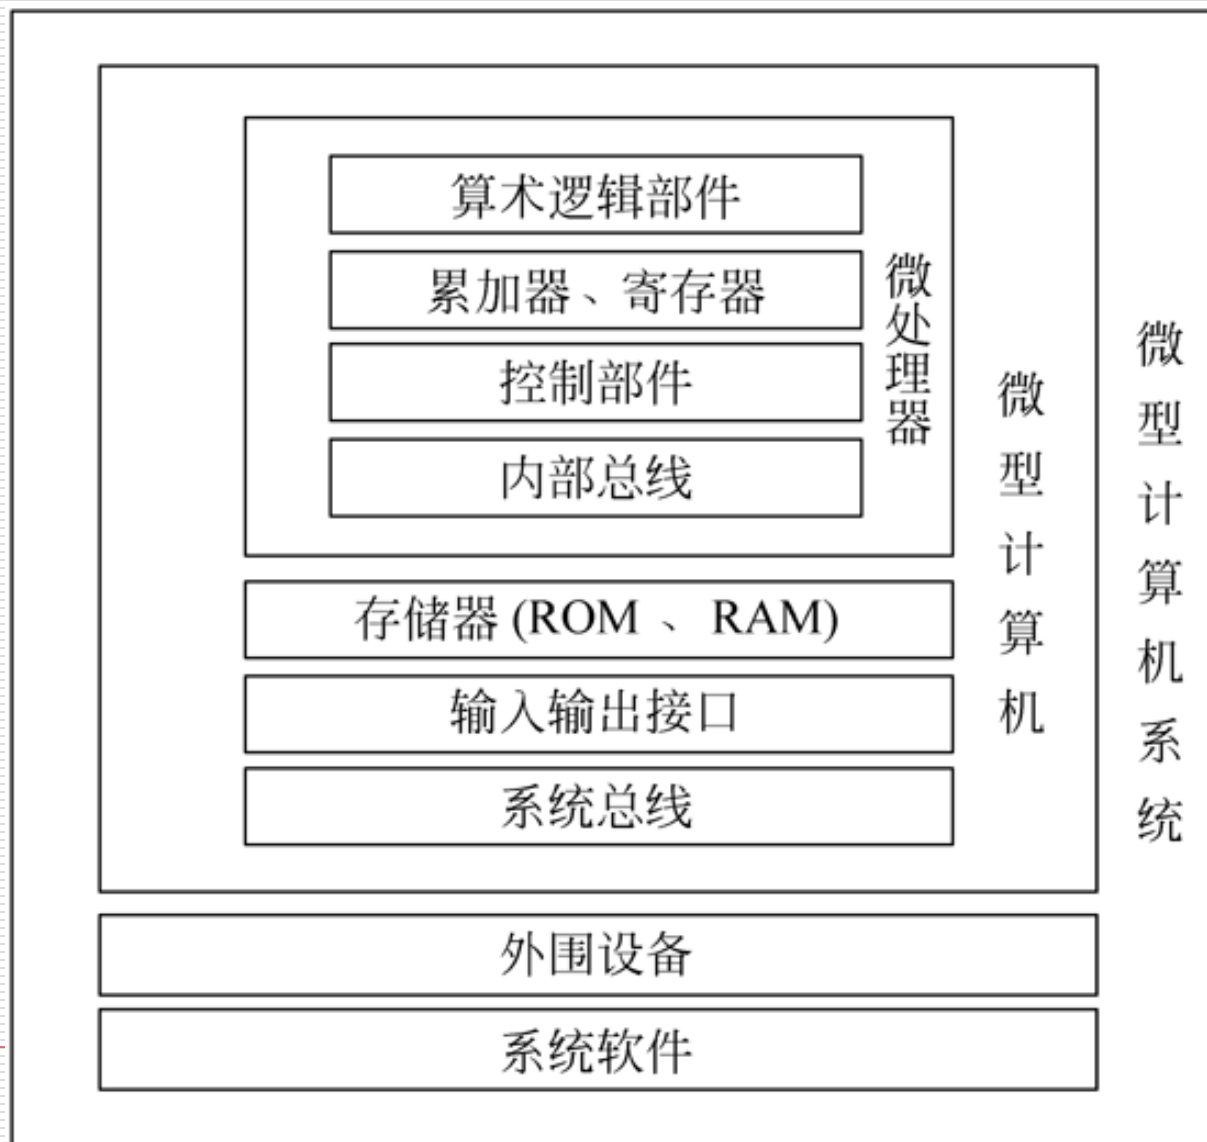 算术逻辑部件
累加器、寄存器
控制部件
内部总线
微处理器
存储器 (ROM 、 RAM)
输入输出接口
系统总线
微型计算机
外围设备
系统软件
微型计算机系统